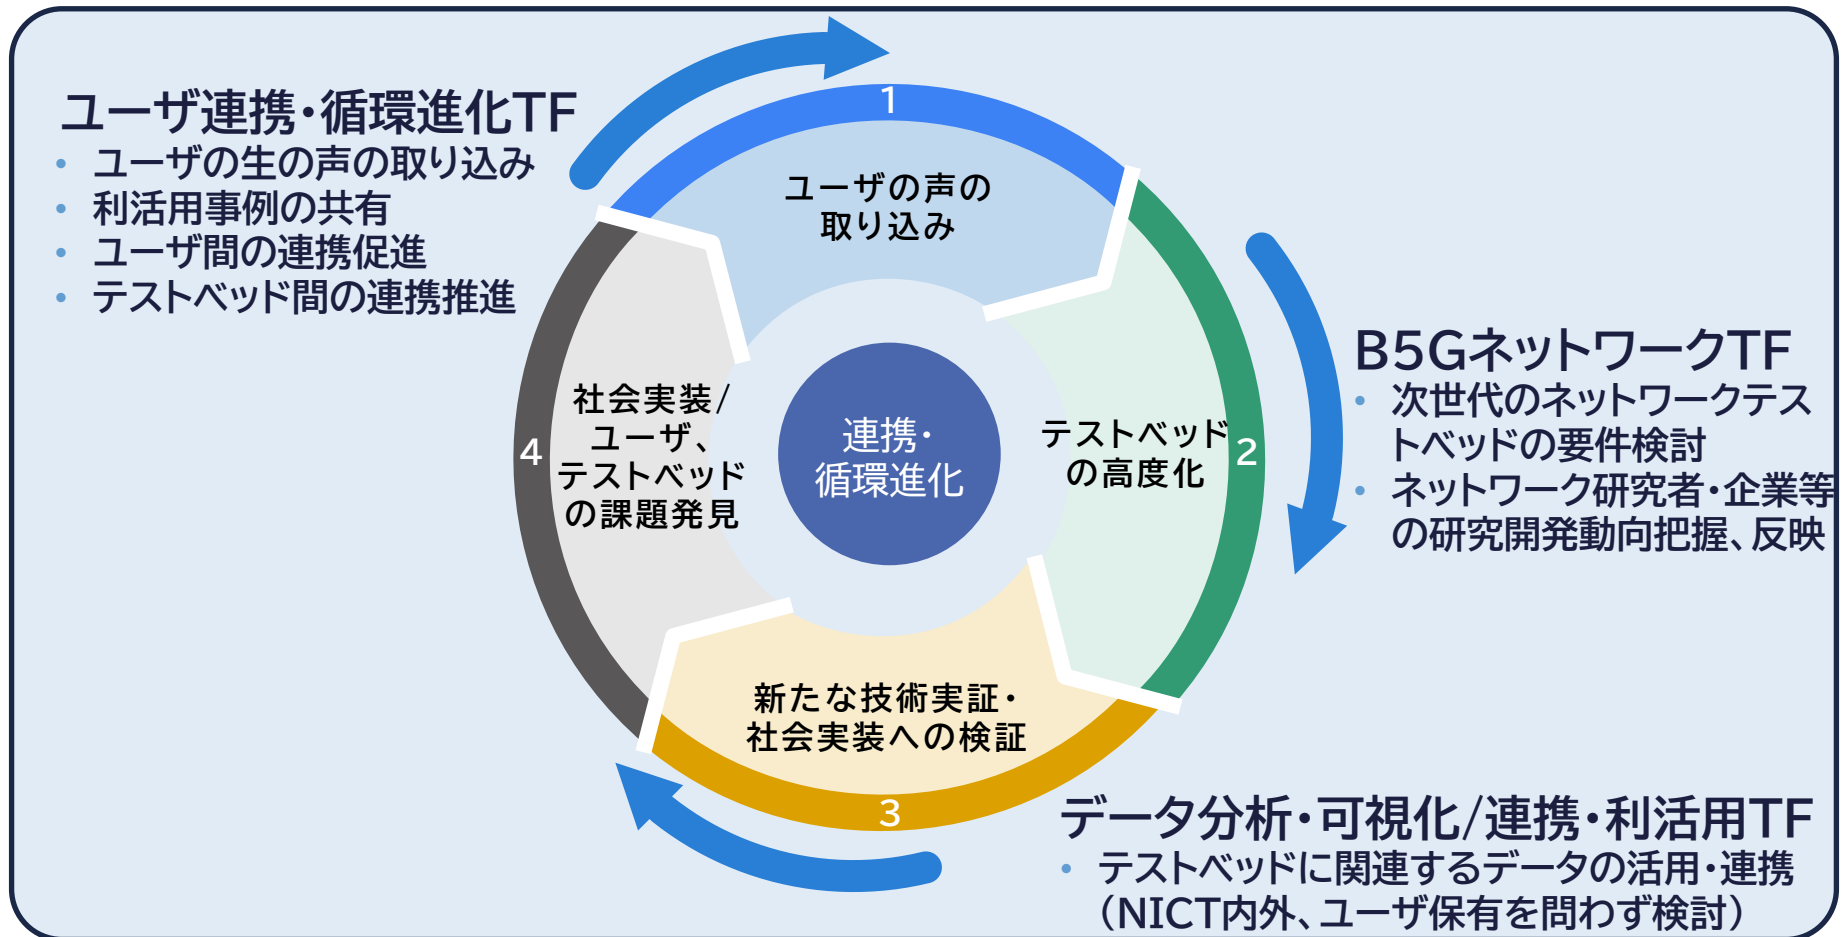 ユーザ連携・循環進化TF
• ユーザの生の声の取り込み
• 利活用事例の共有
• ユーザ間の連携促進
• テストベッド間の連携推進
1
ユーザの声の
取り込み
B5GネットワークTF
• 次世代のネットワークテス
トベッドの要件検討
• ネットワーク研究者・企業等
の研究開発動向把握、反映
2
テストベッド
の高度化
連携・
循環進化
4
社会実装/
ユーザ、
テストベッド
の課題発見
新たな技術実証・
社会実装への検証
3
データ分析・可視化/連携・利活用TF
• テストベッドに関連するデータの活用・連携
（NICT内外、ユーザ保有を問わず検討）